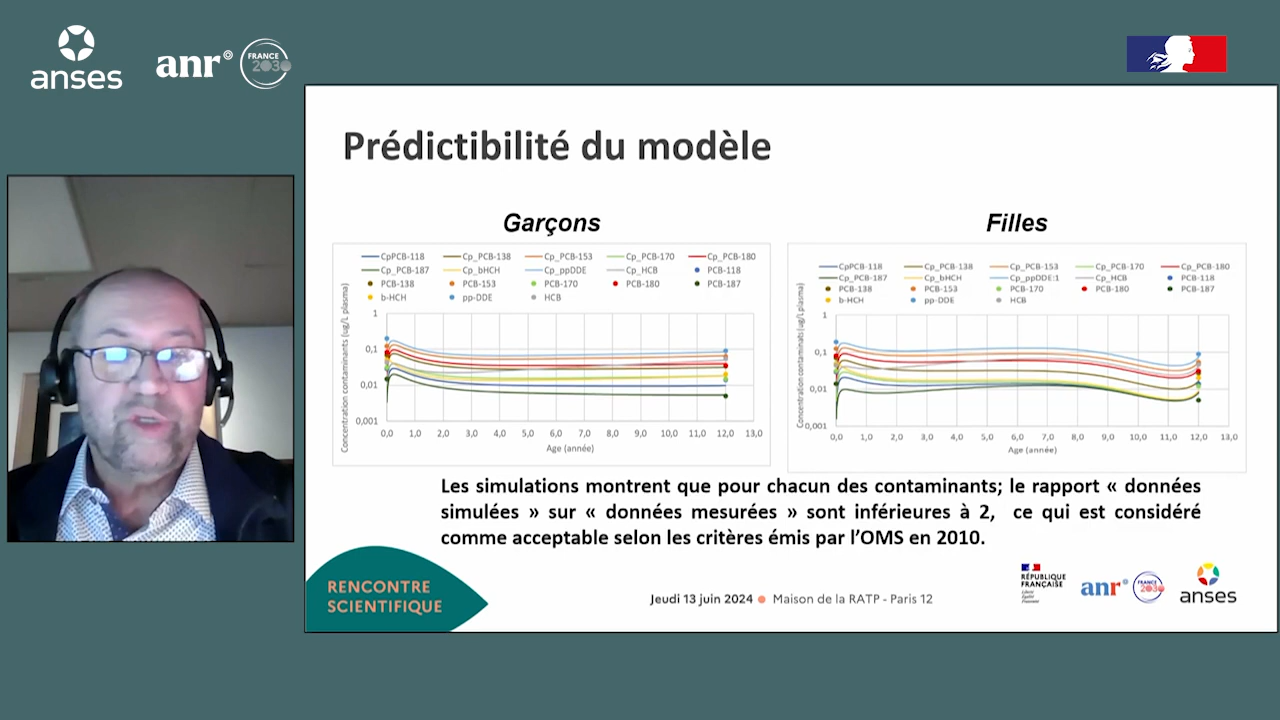 anses
anr
FRANCE
2030
Prédictibilité du modèle
Garçons
CpPCB-118 Cp_PCB-138 Cp_PCB-153 Cp_PCB-170 Cp_PCB-180
Cp_PCB-187 Cp_bHCH Cp_ppDDE Cp_HCB PCB-118
PCB-138 PCB-153 PCB-170 PCB-180 PCB-187
b-HCH pp-DDE HCB
Concentration contaminants (ug/L plasma)
1
0,1
0,01
0,001
0,0 1,0 2,0 3,0 4,0 5,0 6,0 7,0 8,0 9,0 10,0 11,0 12,0 13,0
Age (année)
Filles
CpPCB-118 Cp_PCB-138 Cp_PCB-153 Cp_PCB-170 Cp_PCB-180
Cp_PCB-187 Cp_bHCH Cp_ppDDE:1 Cp_HCB PCB-118
PCB-138 PCB-153 PCB-170 PCB-180 PCB-187
b-HCH pp-DDE HCB
Concentration contaminats (ug/L plasma)
1
0,1
0,01
0,001
0,0 1,0 2,0 3,0 4,0 5,0 6,0 7,0 8,0 9,0 10,0 11,0 12,0 13,0
Age (année)
Les simulations montrent que pour chacun des contaminants; le rapport « données
simulées » sur « données mesurées » sont inférieures à 2, ce qui est considéré
comme acceptable selon les critères émis par l’OMS en 2010.
RENCONTRE
SCIENTIFIQUE
Jeudi 13 juin 2024 ● Maison de la RATP - Paris 12
RÉPUBLIQUE
FRANÇAISE
Liberté
Égalité
Fraternité
anr
FRANCE
2030
anses